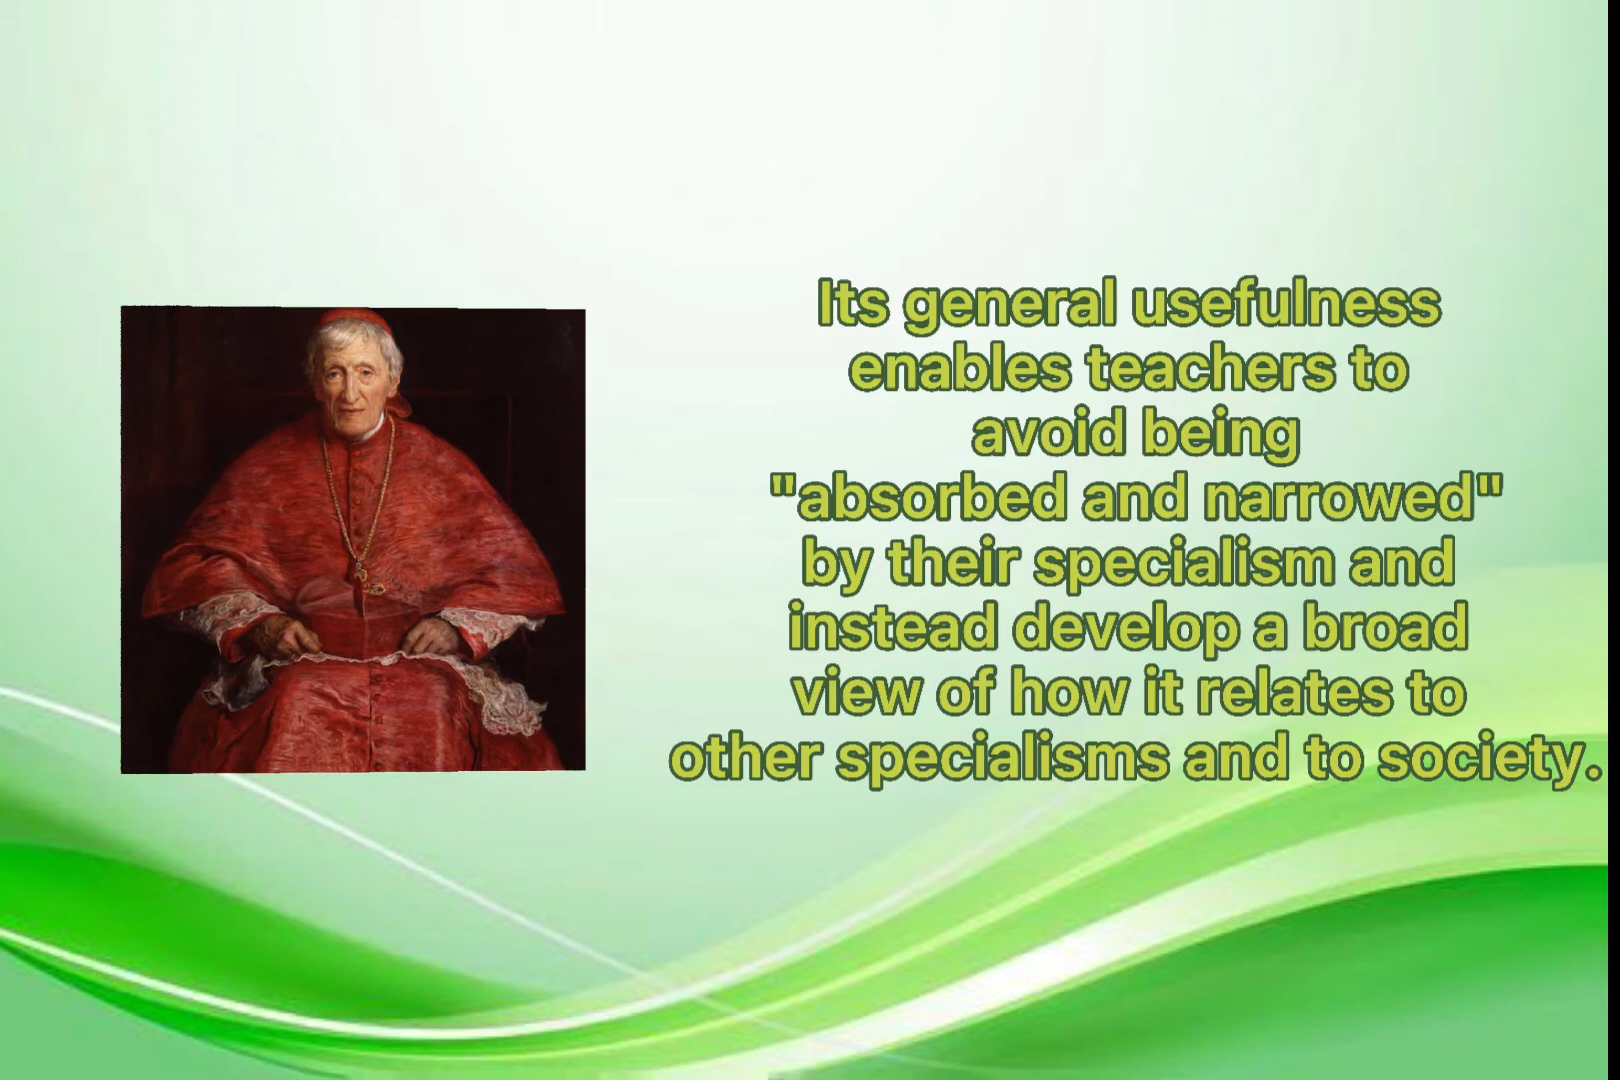 Its general usefulness
enables teachers to
avoid being
"absorbed and narrowed"
by their specialism and
instead develop a broad
view of how it relates to
other specialisms and to society.